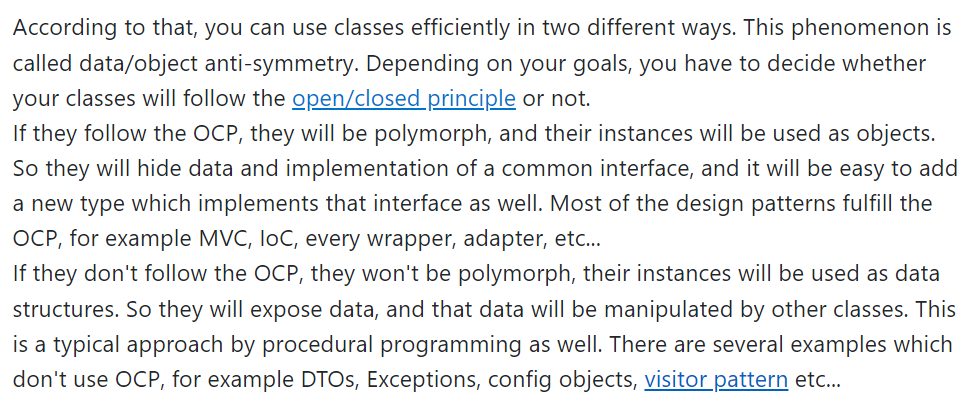 According to that, you can use classes efficiently in two different ways. This phenomenon is
called data/object anti-symmetry. Depending on your goals, you have to decide whether
your classes will follow the open/closed principle or not.
If they follow the OCP, they will be polymorph, and their instances will be used as objects.
So they will hide data and implementation of a common interface, and it will be easy to add
a new type which implements that interface as well. Most of the design patterns fulfill the
OCP, for example MVC, IoC, every wrapper, adapter, etc...
If they don't follow the OCP, they won't be polymorph, their instances will be used as data
structures. So they will expose data, and that data will be manipulated by other classes. This
is a typical approach by procedural programming as well. There are several examples which
don't use OCP, for example DTOs, Exceptions, config objects, visitor pattern etc...